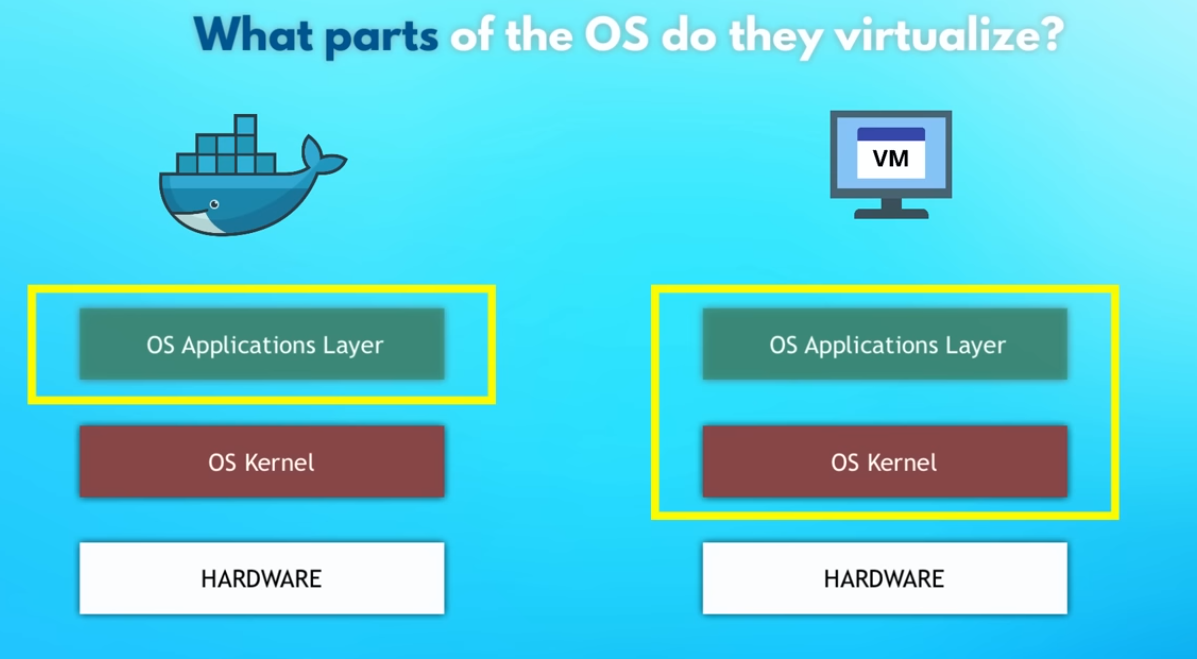 What parts of the OS do they virtualize?
VM
OS Applications Layer
OS Kernel
HARDWARE
OS Applications Layer
OS Kernel
HARDWARE